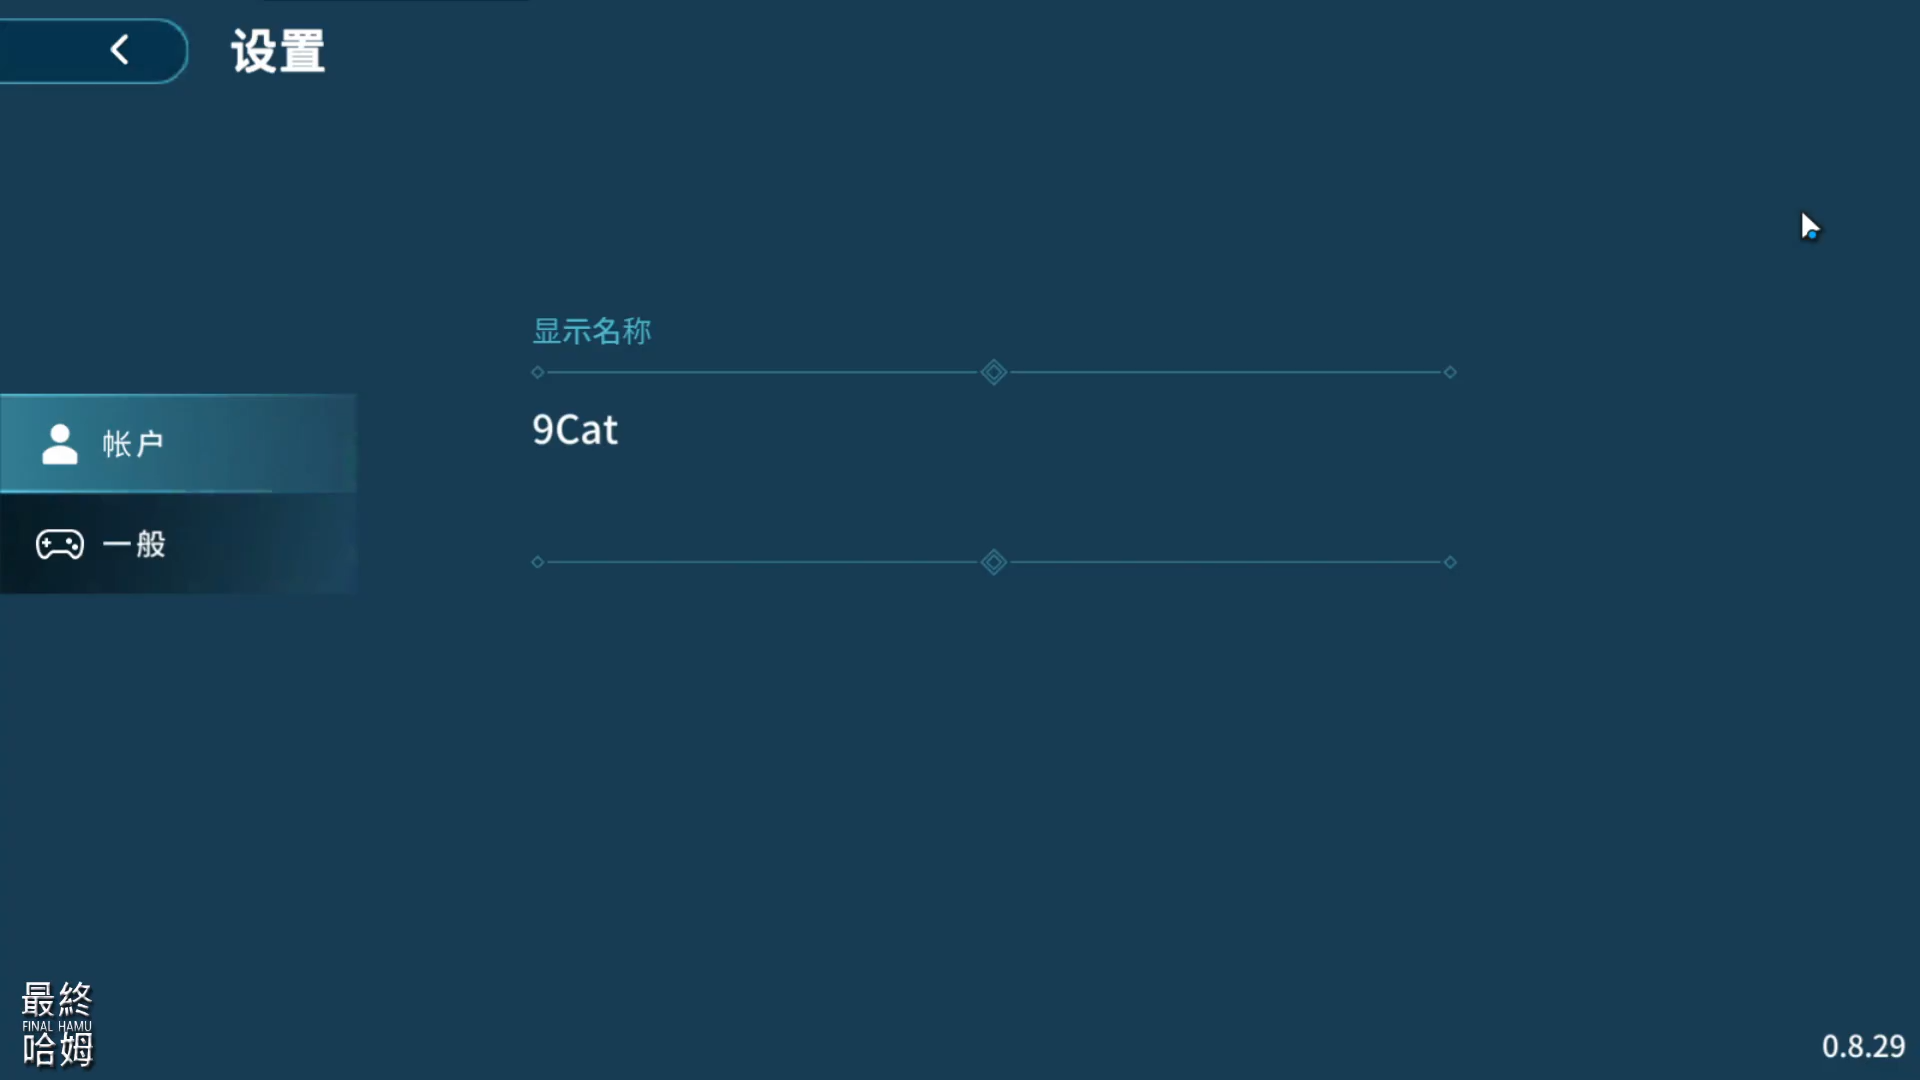 设置
显示名称
9Cat
帐户
一般
最終
FINAL HAMU
哈姆
0.8.29